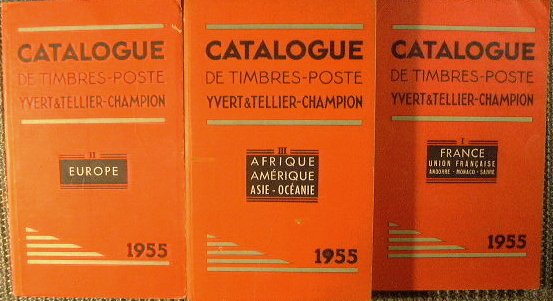 CATALOGUE
DE TIMBRES-POSTE
YVERT&TELLIER-CHAMPION
II
EUROPE
1955
CATALOGUE
DE TIMBRES-POSTE
YVERT&TELLIER-CHAMPION
III
AFRIQUE
AMÉRIQUE
ASIE - OCÉANIE
1955
CATALOGUE
DE TIMBRES-POSTE
YVERT&TELLIER-CHAMPION
I
FRANCE
UNION FRANÇAISE
ANDORRE - MONACO - SARRE
1955